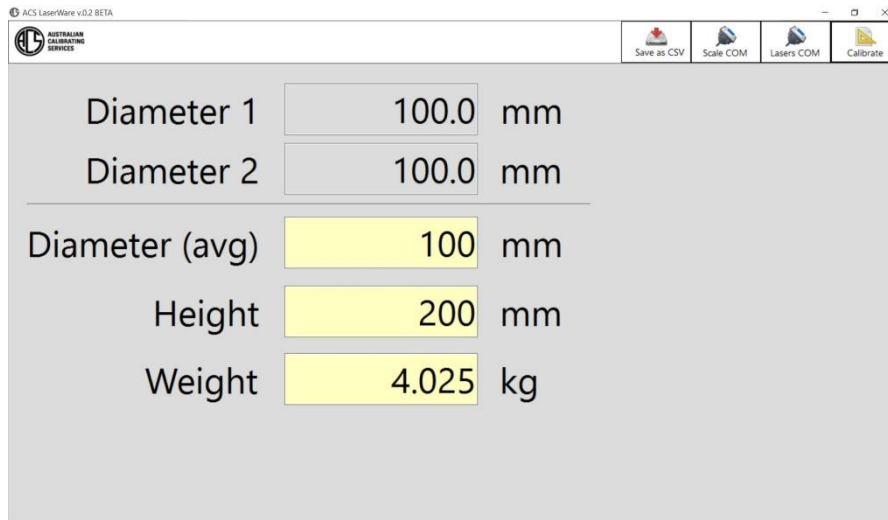 ACS LaserWare v.0.2 BETA
ACS AUSTRALIAN
CALIBRATING
SERVICES
Save as CSV Scale COM Lasers COM Calibrate
Diameter 1 100.0 mm
Diameter 2 100.0 mm
Diameter (avg) 100 mm
Height 200 mm
Weight 4.025 kg